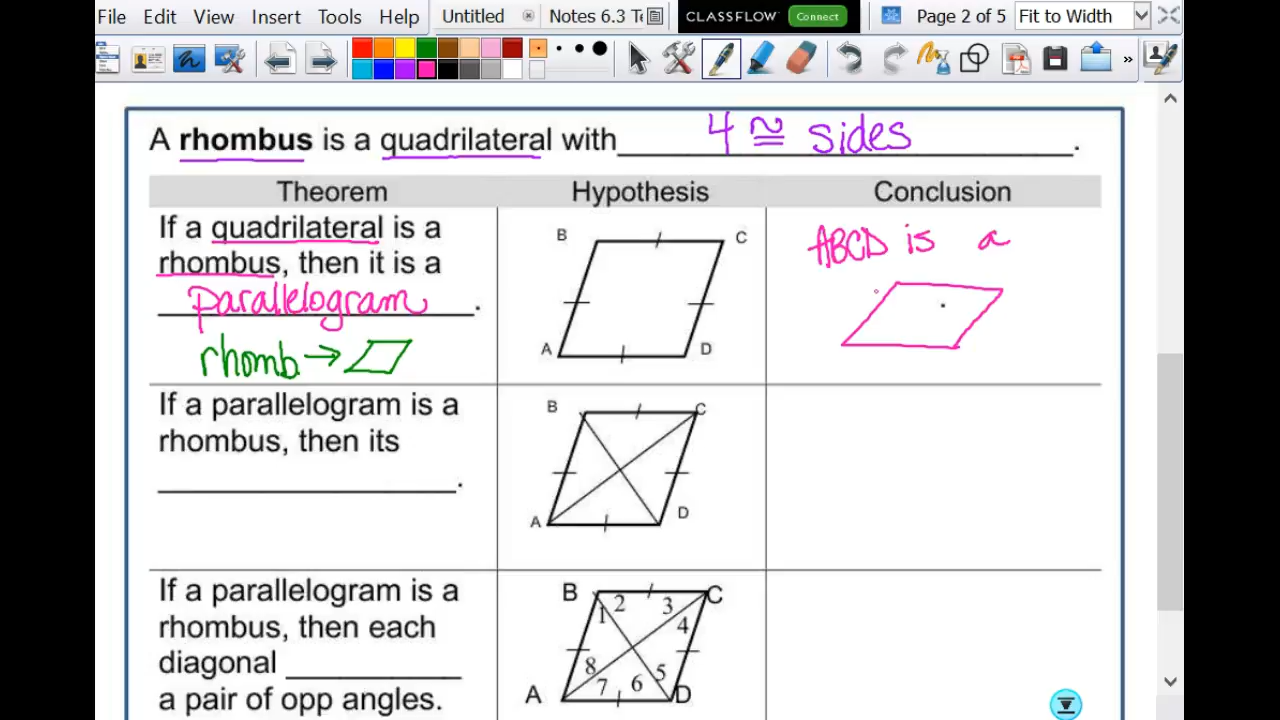 File Edit View Insert Tools Help Untitled Notes 6.3 Te CLASSFLOW Connect Page 2 of 5 Fit to Width
A rhombus is a quadrilateral with 4 ≅ sides.
Theorem Hypothesis Conclusion
If a quadrilateral is a
rhombus, then it is a
parallelogram.
rhomb →
B C
A D
ABCD is a
If a parallelogram is a
rhombus, then its
.
B C
A D
If a parallelogram is a
rhombus, then each
diagonal
a pair of opp angles.
B C
1 2 3 4
8 7 6 5
A D